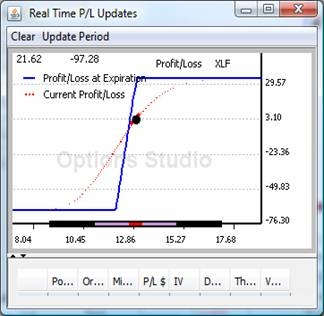 Real Time P/L Updates
Clear Update Period
21.62 -97.28 Profit/Loss XLF
Profit/Loss at Expiration
Current Profit/Loss
29.57
3.10
-23.36
-49.83
-76.30
Options Studio
8.04 10.45 12.86 15.27 17.68
Po... Or... Mi... P/L $ IV D... Th... V...